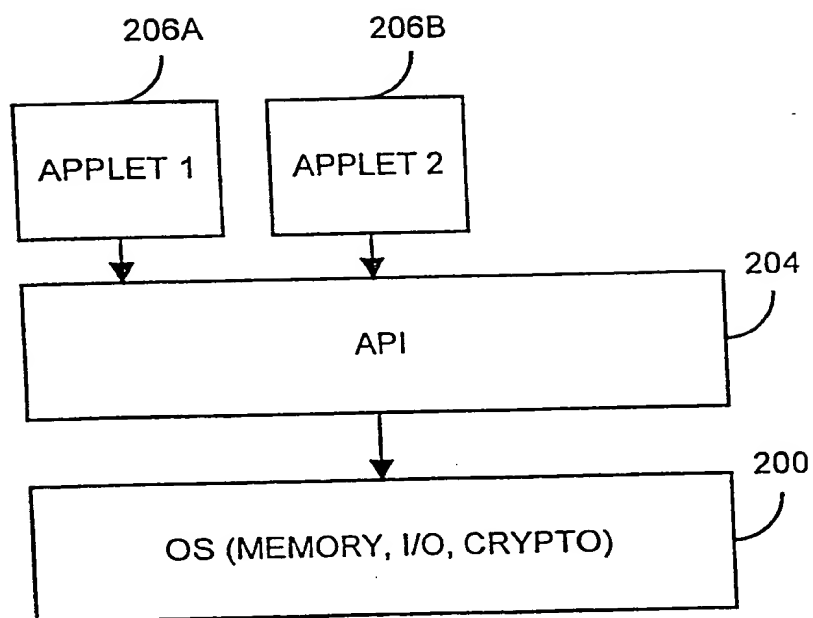 206A
206B
APPLET 1
APPLET 2
204
API
200
OS (MEMORY, I/O, CRYPTO)